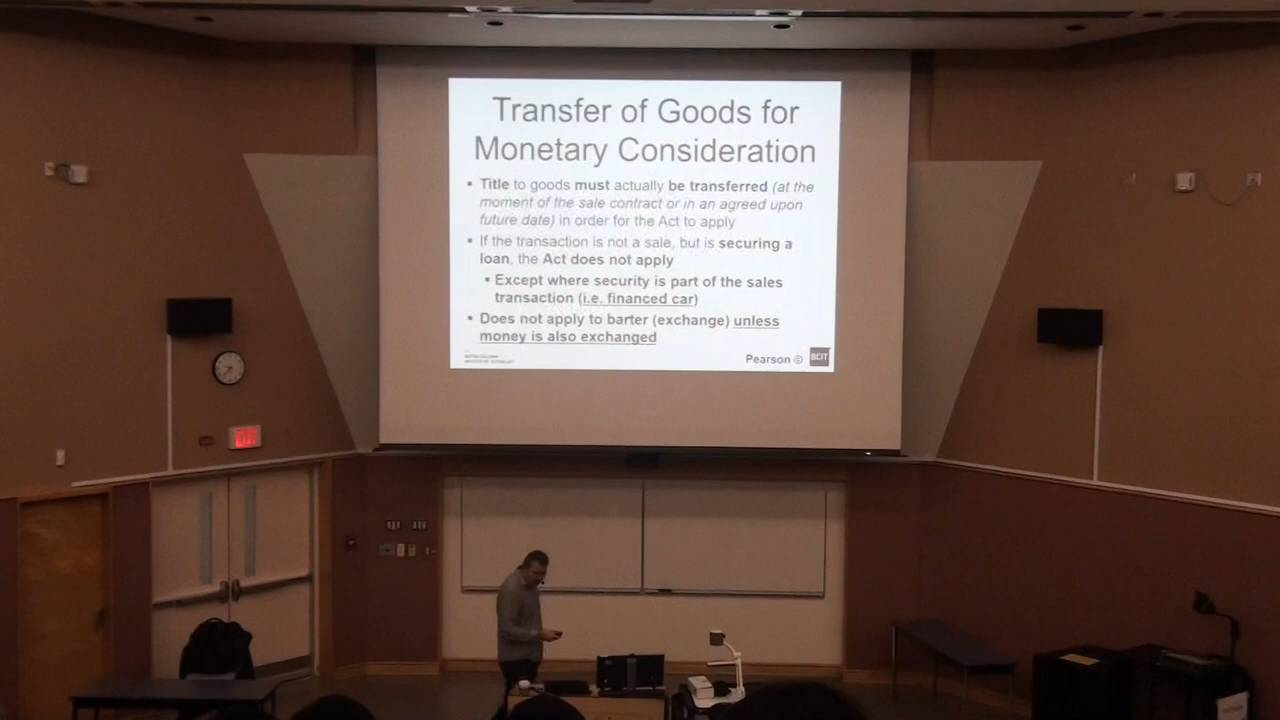 Transfer of Goods for
Monetary Consideration
▪ Title to goods must actually be transferred (at the
moment of the sale contract or in an agreed upon
future date) in order for the Act to apply
▪ If the transaction is not a sale, but is securing a
loan, the Act does not apply
▪ Except where security is part of the sales
transaction (i.e. financed car)
▪ Does not apply to barter (exchange) unless
money is also exchanged
Pearson ©
BCIT
EXIT